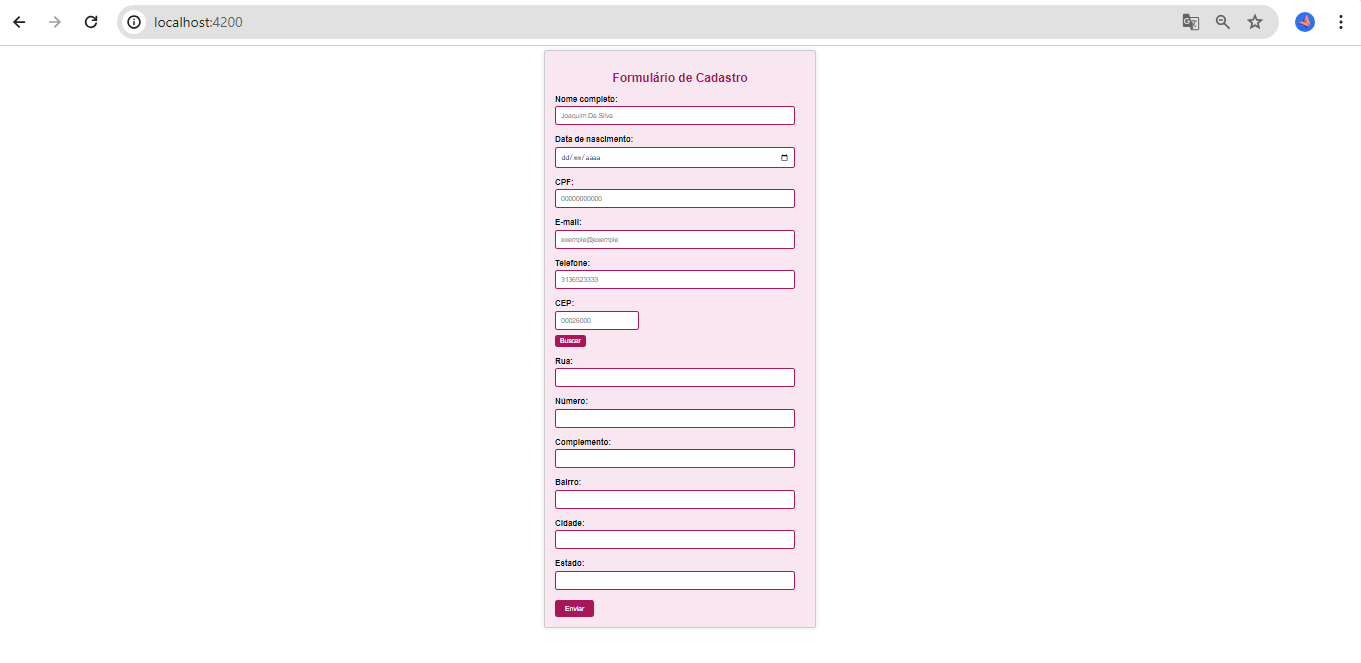 localhost:4200
Formulário de Cadastro
Nome completo:
Joaquim Da Silva
Data de nascimento:
dd/mm/aaaa
CPF:
00000000000
E-mail:
exemple@exemple
Telefone:
3136523333
CEP:
00026000
Buscar
Rua:
Número:
Complemento:
Bairro:
Cidade:
Estado:
Enviar